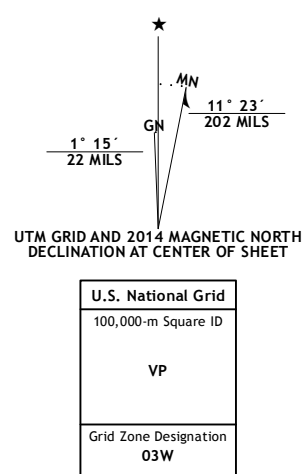 MN
11° 23´
202 MILS
GN
1° 15´
22 MILS
UTM GRID AND 2014 MAGNETIC NORTH
DECLINATION AT CENTER OF SHEET
U.S. National Grid
100,000-m Square ID
VP
Grid Zone Designation
03W